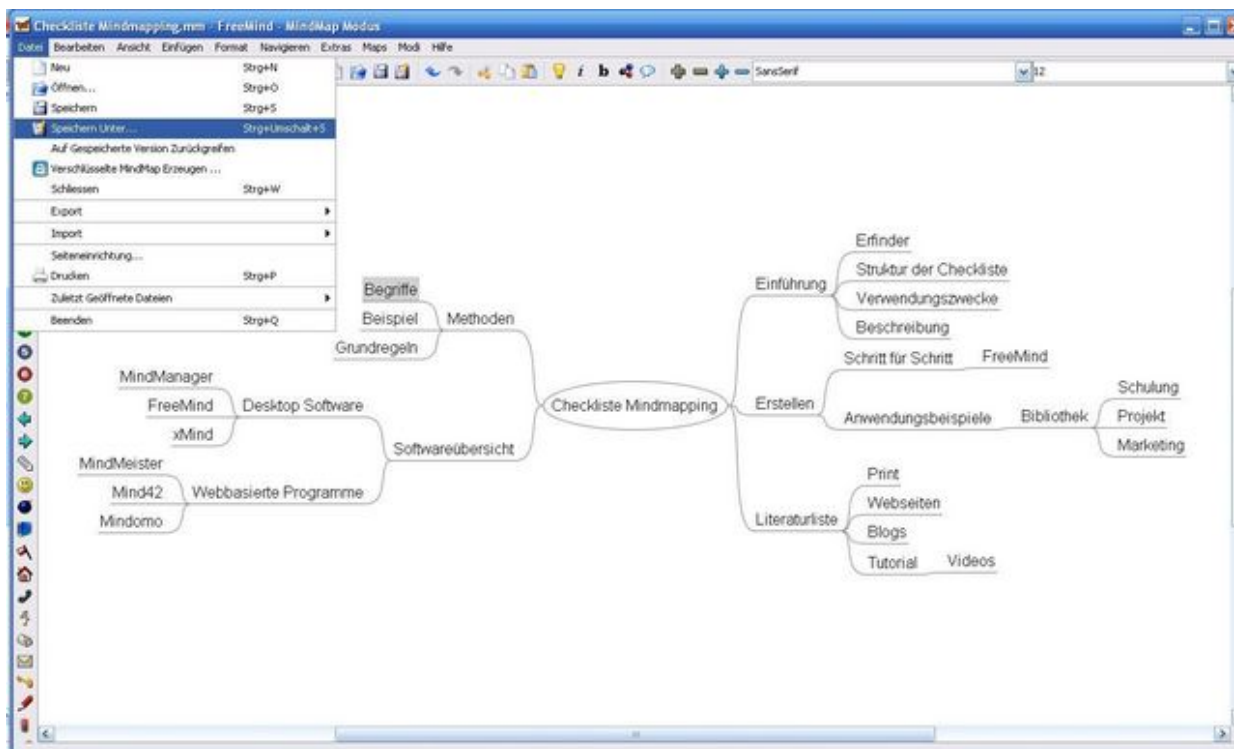 Checkliste Mindmapping.mm - FreeMind - MindMap Modus
Datei Bearbeiten Ansicht Einfügen Format Navigieren Extras Maps Modi Hilfe
SansSerif 12
Neu Strg+N
Öffnen... Strg+O
Speichern Strg+S
Speichern Unter... Strg+Umschalt+S
Auf Gespeicherte Version Zurückgreifen
Verschlüsselte MindMap Erzeugen ...
Schliessen Strg+W
Export
Import
Seiteneinrichtung...
Drucken Strg+P
Zuletzt Geöffnete Dateien
Beenden Strg+Q
Checkliste Mindmapping
Methoden
Begriffe
Beispiel
Grundregeln
Softwareübersicht
Desktop Software
MindManager
FreeMind
xMind
Webbasierte Programme
MindMeister
Mind42
Mindomo
Einführung
Erfinder
Struktur der Checkliste
Verwendungszwecke
Beschreibung
Erstellen
Schritt für Schritt
FreeMind
Anwendungsbeispiele
Bibliothek
Schulung
Projekt
Marketing
Literaturliste
Print
Webseiten
Blogs
Tutorial
Videos